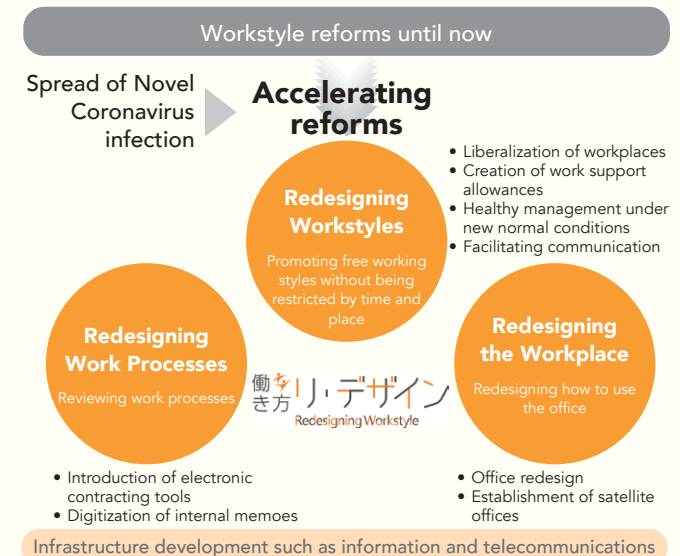 Workstyle reforms until now
Spread of Novel
Coronavirus
infection
Accelerating
reforms
• Liberalization of workplaces
• Creation of work support
allowances
• Healthy management under
new normal conditions
• Facilitating communication
Redesigning
Workstyles
Promoting free working
styles without being
restricted by time and
place
Redesigning
Work Processes
Reviewing work processes
働き方を
リ・デザイン
Redesigning Workstyle
Redesigning
the Workplace
Redesigning how to use
the office
• Introduction of electronic
contracting tools
• Digitization of internal memoes
• Office redesign
• Establishment of satellite
offices
Infrastructure development such as information and telecommunications